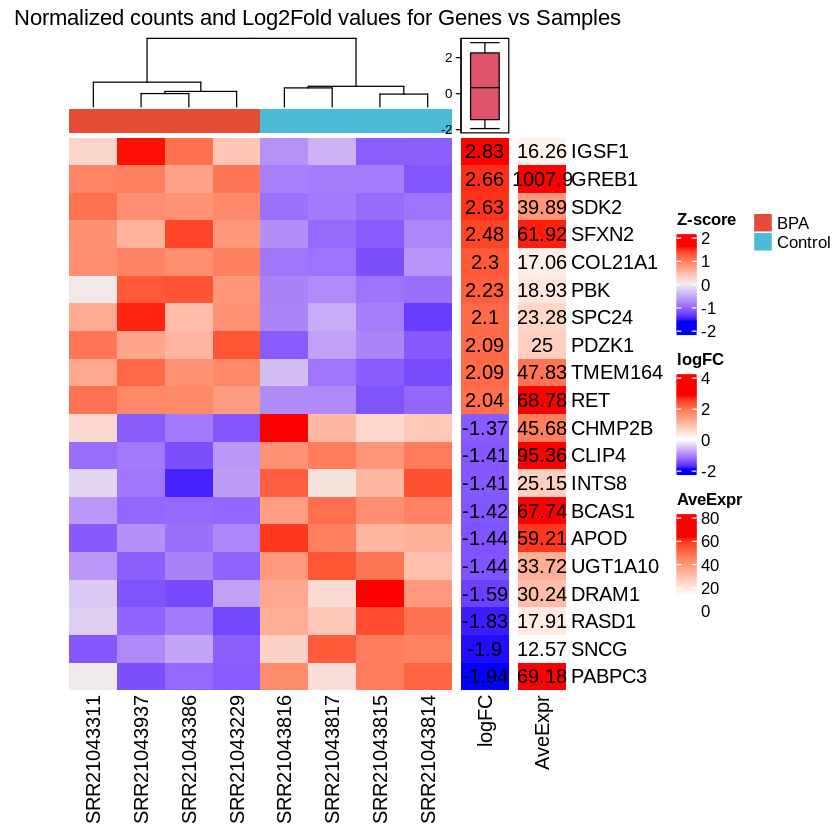 Normalized counts and Log2Fold values for Genes vs Samples
2
0
-2
2.83 16.26 IGSF1
2.66 1007.9 GREB1
2.63 39.89 SDK2
2.48 61.92 SFXN2
2.3 17.06 COL21A1
2.23 18.93 PBK
2.1 23.28 SPC24
2.09 25 PDZK1
2.09 47.83 TMEM164
2.04 68.78 RET
-1.37 45.68 CHMP2B
-1.41 95.36 CLIP4
-1.41 25.15 INTS8
-1.42 67.74 BCAS1
-1.44 59.21 APOD
-1.44 33.72 UGT1A10
-1.59 30.24 DRAM1
-1.83 17.91 RASD1
-1.9 12.57 SNCG
-1.94 69.18 PABPC3
SRR21043311
SRR21043937
SRR21043386
SRR21043229
SRR21043816
SRR21043817
SRR21043815
SRR21043814
logFC
AveExpr
Z-score
2
1
0
-1
-2
logFC
4
2
0
-2
AveExpr
80
60
40
20
0
BPA
Control